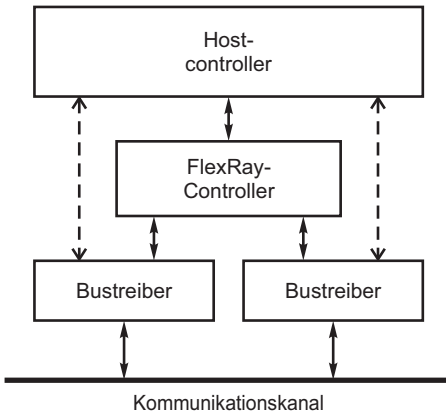 Host-
controller
FlexRay-
Controller
Bustreiber
Bustreiber
Kommunikationskanal